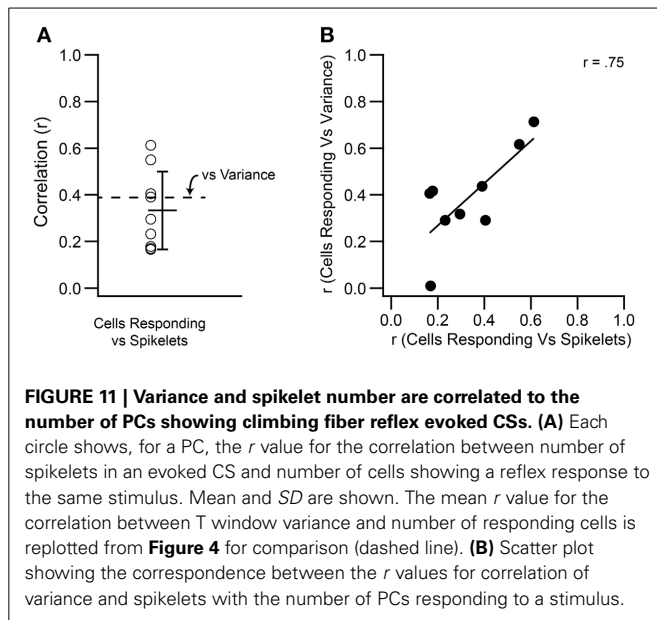 A
1.0
0.8
0.6
0.4
0.2
0.0
Correlation (r)
vs Variance
Cells Responding
vs Spikelets
B
r = .75
1.0
0.8
0.6
0.4
0.2
0.0
r (Cells Responding Vs Variance)
0.0 0.2 0.4 0.6 0.8 1.0
r (Cells Responding Vs Spikelets)
FIGURE 11 | Variance and spikelet number are correlated to the
number of PCs showing climbing fiber reflex evoked CSs. (A) Each
circle shows, for a PC, the r value for the correlation between number of
spikelets in an evoked CS and number of cells showing a reflex response to
the same stimulus. Mean and SD are shown. The mean r value for the
correlation between T window variance and number of responding cells is
replotted from Figure 4 for comparison (dashed line). (B) Scatter plot
showing the correspondence between the r values for correlation of
variance and spikelets with the number of PCs responding to a stimulus.